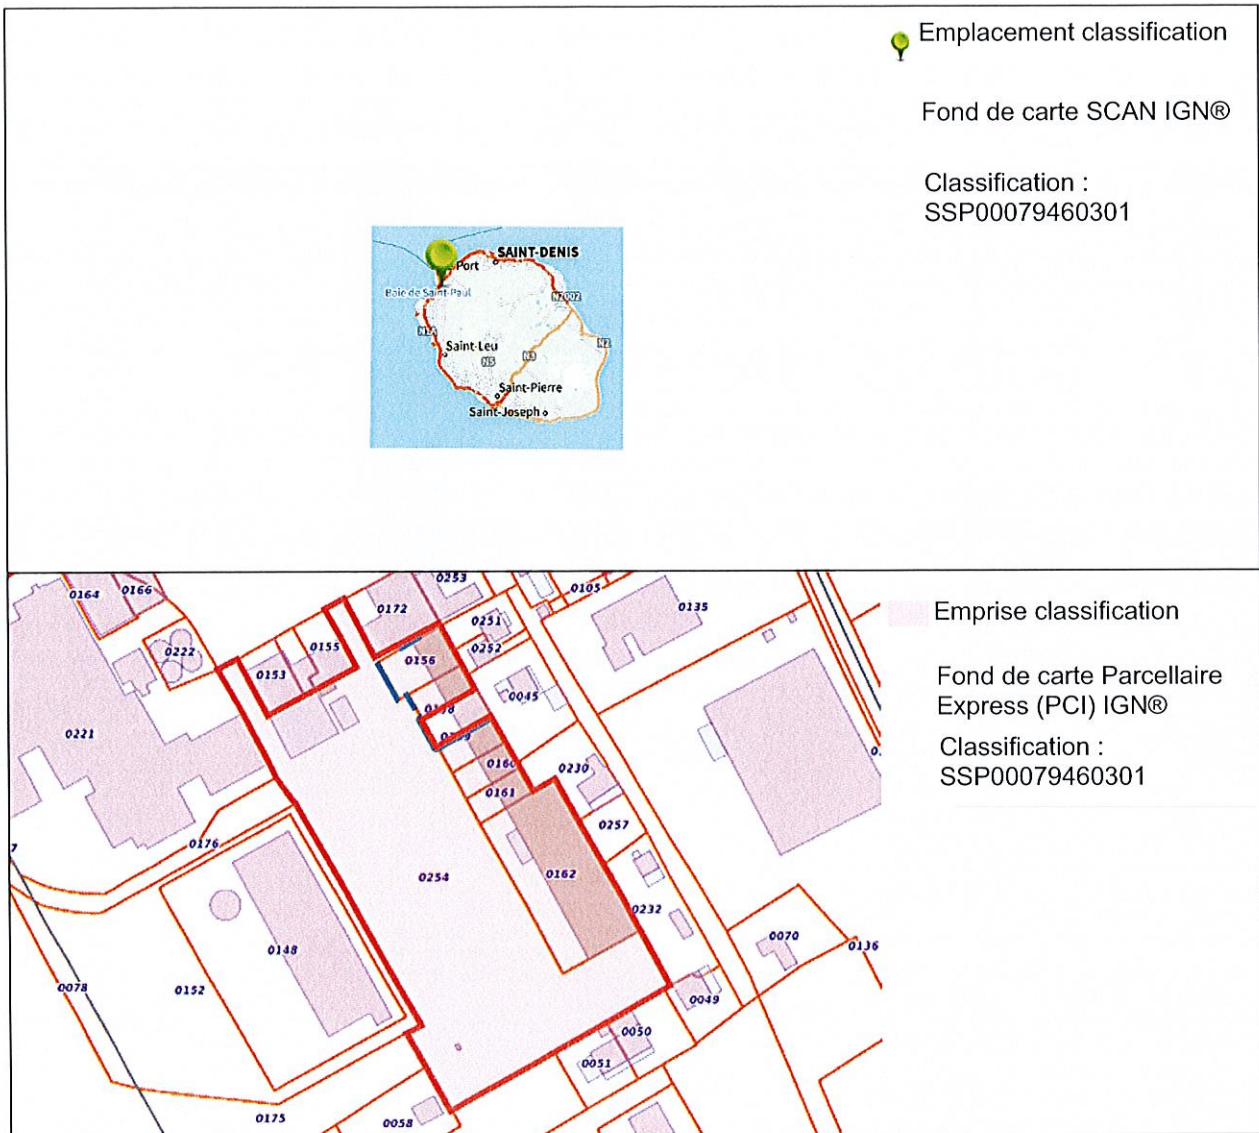 Emplacement classification
Fond de carte SCAN IGN®
Classification :
SSP00079460301
SAINT-DENIS
Port
Baie de Saint-Paul
N2002
N1A
Saint-Leu
N5
N3
N2
Saint-Pierre
Saint-Joseph
Emprise classification
Fond de carte Parcellaire
Express (PCI) IGN®
Classification :
SSP00079460301
0164
0166
0172
0253
0105
0135
0222
0155
0251
0252
0153
0156
0045
0221
0160
0230
0161
0257
0176
0254
0162
0148
0232
0070
0136
0078
0152
0049
0050
0051
0175
0058